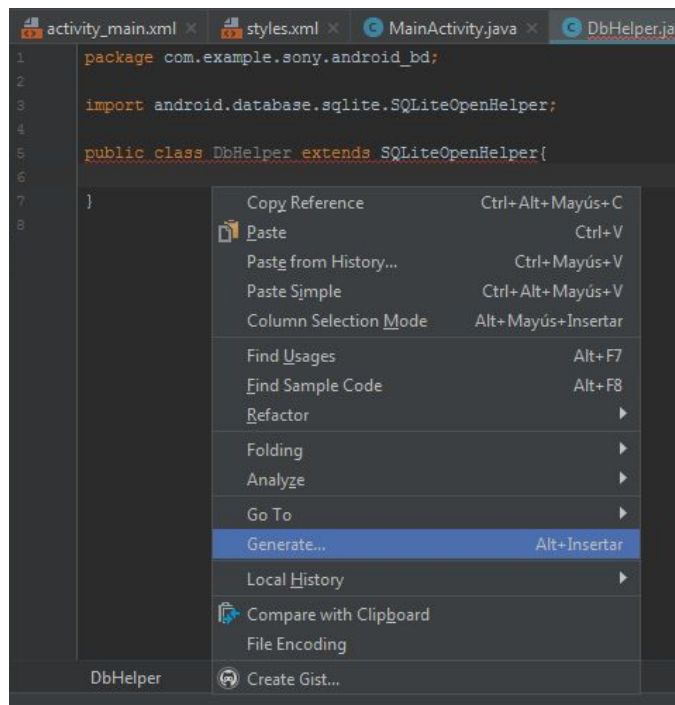 activity_main.xml styles.xml MainActivity.java DbHelper.ja
1 package com.example.sony.android_bd;
2
3 import android.database.sqlite.SQLiteOpenHelper;
4
5 public class DbHelper extends SQLiteOpenHelper{
6
7 }
8
Copy Reference Ctrl+Alt+Mayús+C
Paste Ctrl+V
Paste from History... Ctrl+Mayús+V
Paste Simple Ctrl+Alt+Mayús+V
Column Selection Mode Alt+Mayús+Insertar
Find Usages Alt+F7
Find Sample Code Alt+F8
Refactor
Folding
Analyze
Go To
Generate... Alt+Insertar
Local History
Compare with Clipboard
File Encoding
DbHelper Create Gist...